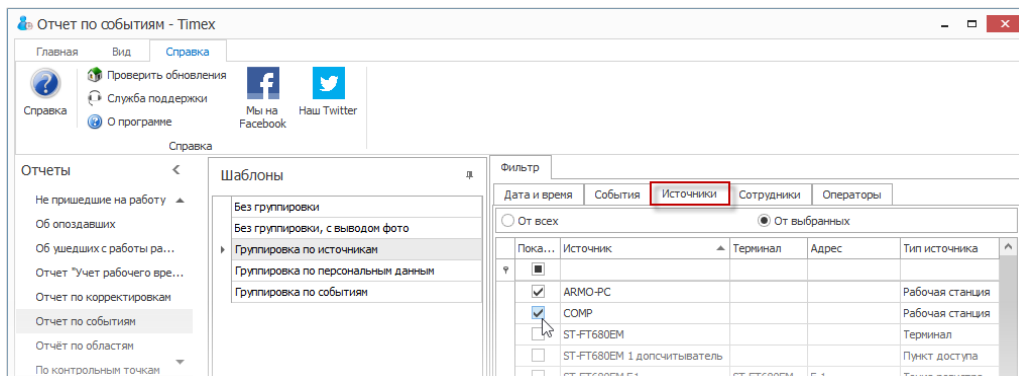 Отчет по событиям - Timex
Главная Вид Справка
Справка
Проверить обновления
Служба поддержки
О программе
Мы на Facebook
Наш Twitter
Справка
Отчеты
Не пришедшие на работу
Об опоздавших
Об ушедших с работы ра...
Отчет "Учет рабочего вре...
Отчет по корректировкам
Отчет по событиям
Отчёт по областям
По контрольным точкам
Шаблоны
Без группировки
Без группировки, с выводом фото
Группировка по источникам
Группировка по персональным данным
Группировка по событиям
Фильтр
Дата и время События Источники Сотрудники Операторы
От всех От выбранных
Пока... Источник Терминал Адрес Тип источника
ARMO-PC Рабочая станция
COMP Рабочая станция
ST-FT680EM Терминал
ST-FT680EM 1 допсчитыватель Пункт доступа